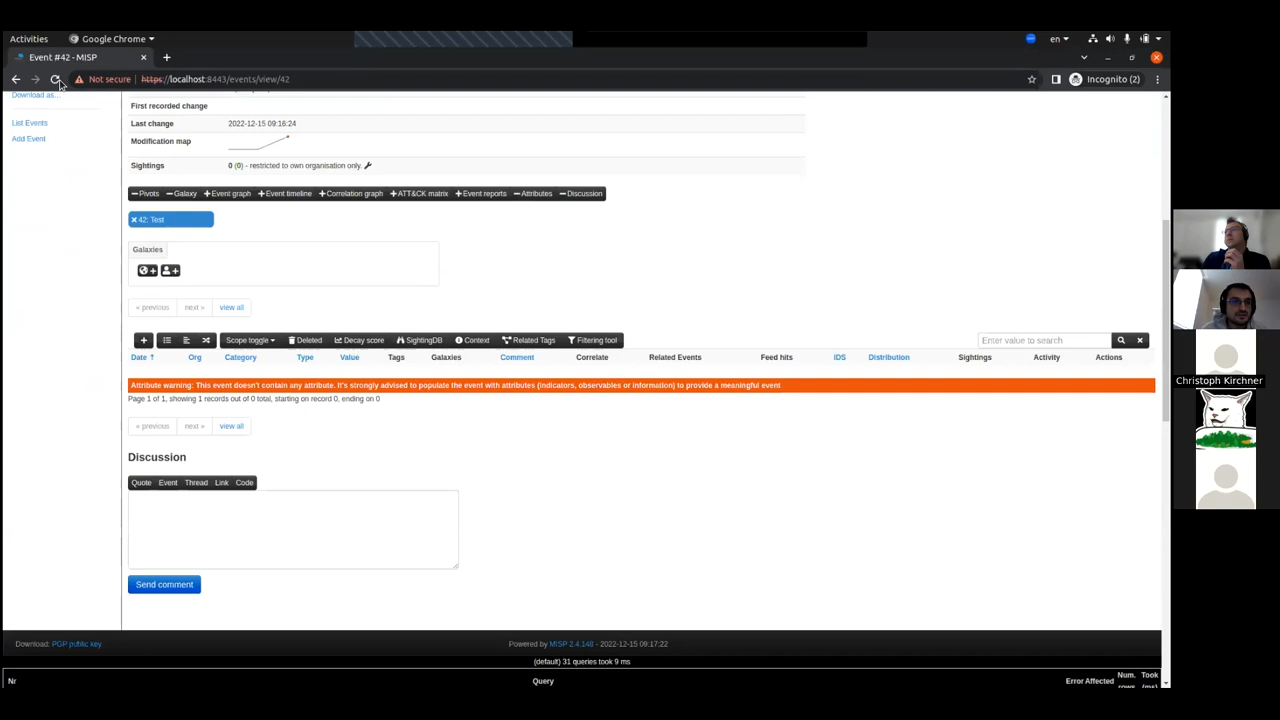 Activities
Google Chrome
en
Event #42 - MISP
Not secure
https://localhost:8443/events/view/42
Incognito (2)
Download as...
First recorded change
List Events
Last change 2022-12-15 09:16:24
Add Event
Modification map
Sightings 0 (0) - restricted to own organisation only.
Pivots Galaxy Event graph Event timeline Correlation graph ATT&CK matrix Event reports Attributes Discussion
42: Test
Galaxies
« previous next » view all
Scope toggle Deleted Decay score SightingDB Context Related Tags Filtering tool Enter value to search
Date Org Category Type Value Tags Galaxies Comment Correlate Related Events Feed hits IDS Distribution Sightings Activity Actions
Attribute warning: This event doesn't contain any attribute. It's strongly advised to populate the event with attributes (indicators, observables or information) to provide a meaningful event
Page 1 of 1, showing 1 records out of 0 total, starting on record 0, ending on 0
« previous next » view all
Discussion
Quote Event Thread Link Code
Send comment
Download: PGP public key
Powered by MISP 2.4.148 - 2022-12-15 09:17:22
(default) 31 queries took 9 ms
Nr Query Error Affected Num. rows Took (ms)
Christoph Kirchner